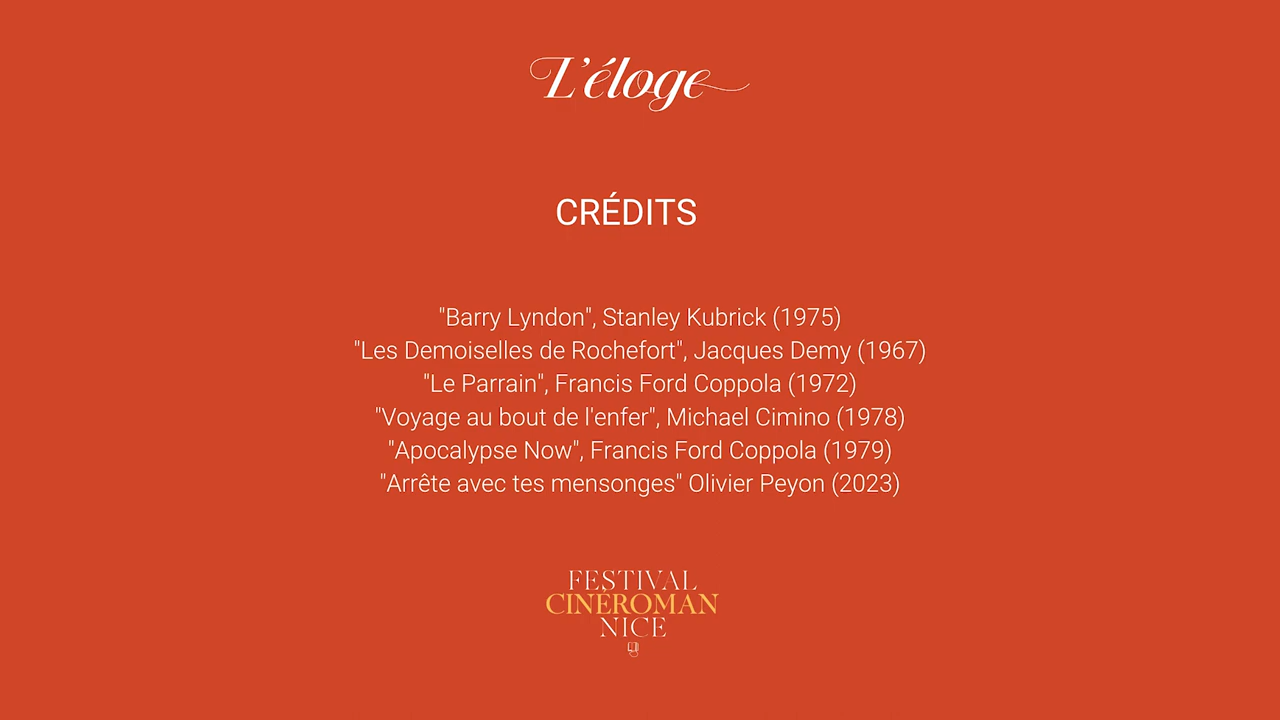 L'éloge
CRÉDITS
"Barry Lyndon", Stanley Kubrick (1975)
"Les Demoiselles de Rochefort", Jacques Demy (1967)
"Le Parrain", Francis Ford Coppola (1972)
"Voyage au bout de l'enfer", Michael Cimino (1978)
"Apocalypse Now", Francis Ford Coppola (1979)
"Arrête avec tes mensonges" Olivier Peyon (2023)
FESTIVAL
CINÉROMAN
NICE